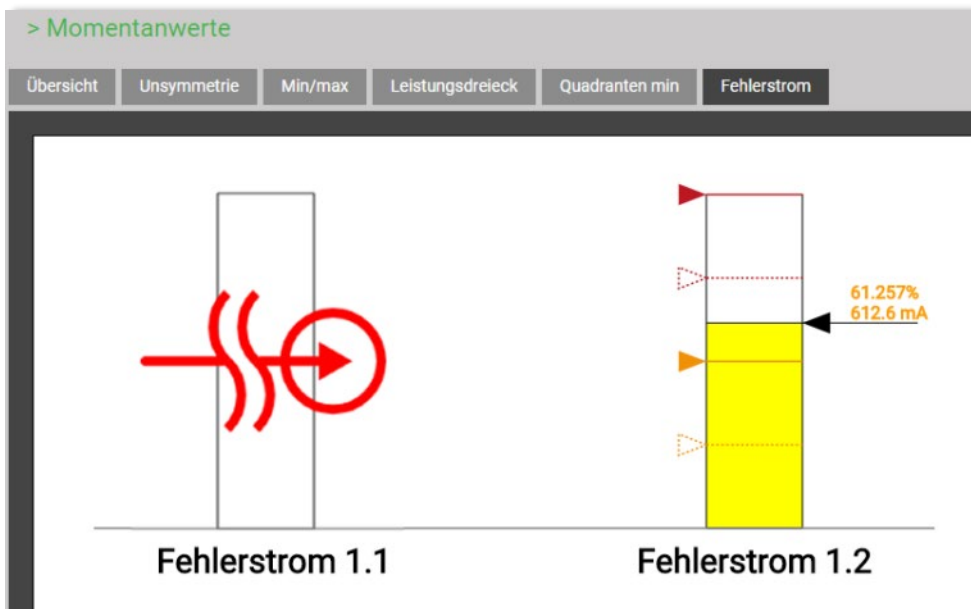 > Momentanwerte
Übersicht Unsymmetrie Min/max Leistungsdreieck Quadranten min Fehlerstrom
61.257%
612.6 mA
Fehlerstrom 1.1 Fehlerstrom 1.2